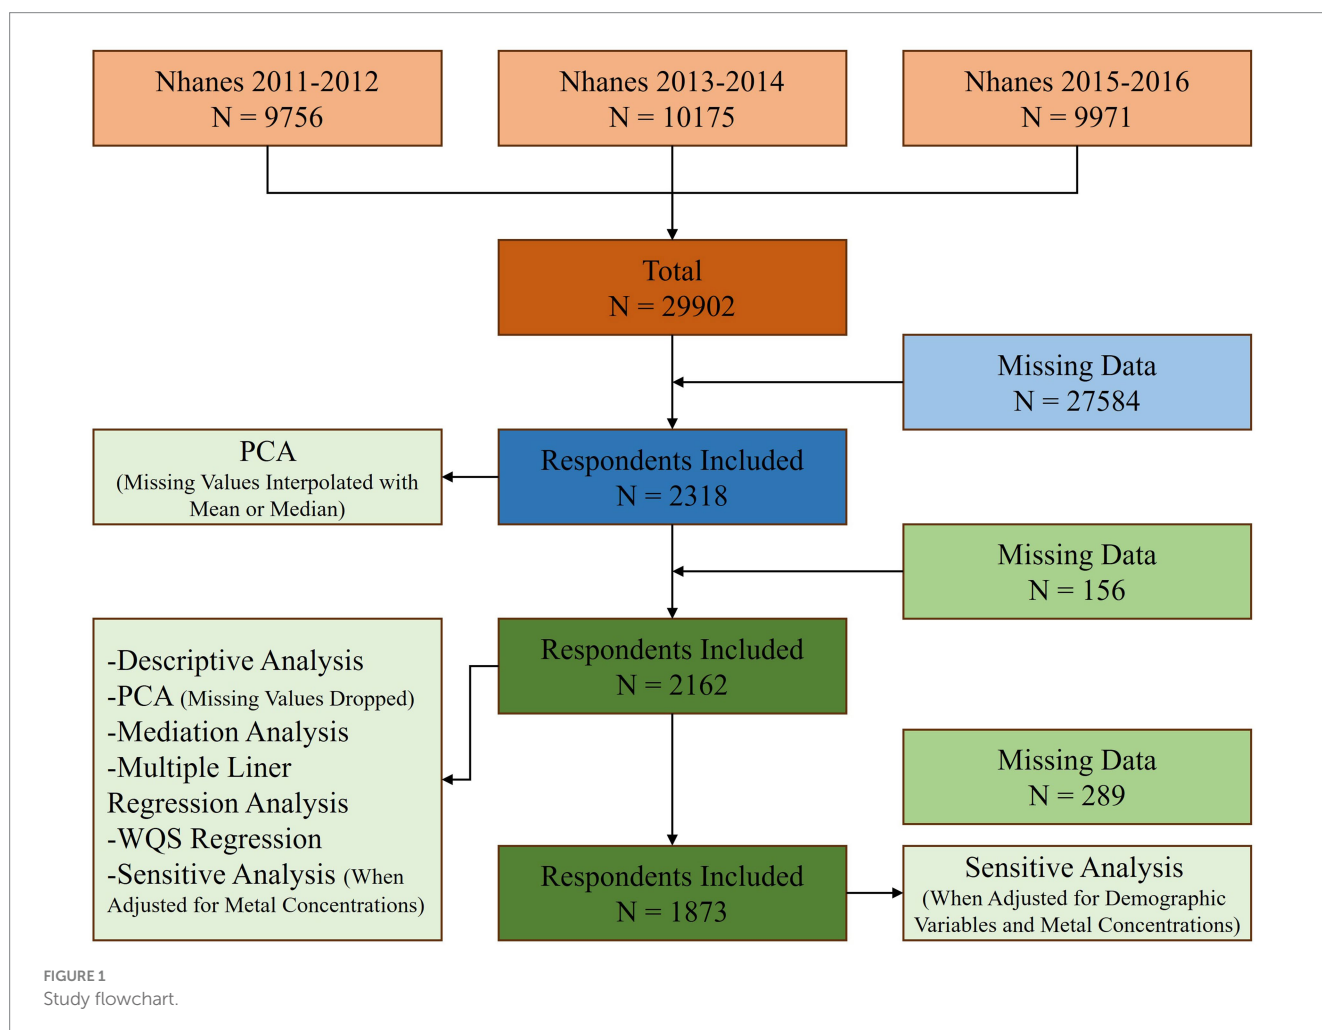 Nhanes 2011-2012
N = 9756
Nhanes 2013-2014
N = 10175
Nhanes 2015-2016
N = 9971
Total
N = 29902
Missing Data
N = 27584
PCA
(Missing Values Interpolated with
Mean or Median)
Respondents Included
N = 2318
Missing Data
N = 156
-Descriptive Analysis
-PCA (Missing Values Dropped)
-Mediation Analysis
-Multiple Liner
Regression Analysis
-WQS Regression
-Sensitive Analysis (When
Adjusted for Metal Concentrations)
Respondents Included
N = 2162
Missing Data
N = 289
Respondents Included
N = 1873
Sensitive Analysis
(When Adjusted for Demographic
Variables and Metal Concentrations)
FIGURE 1
Study flowchart.